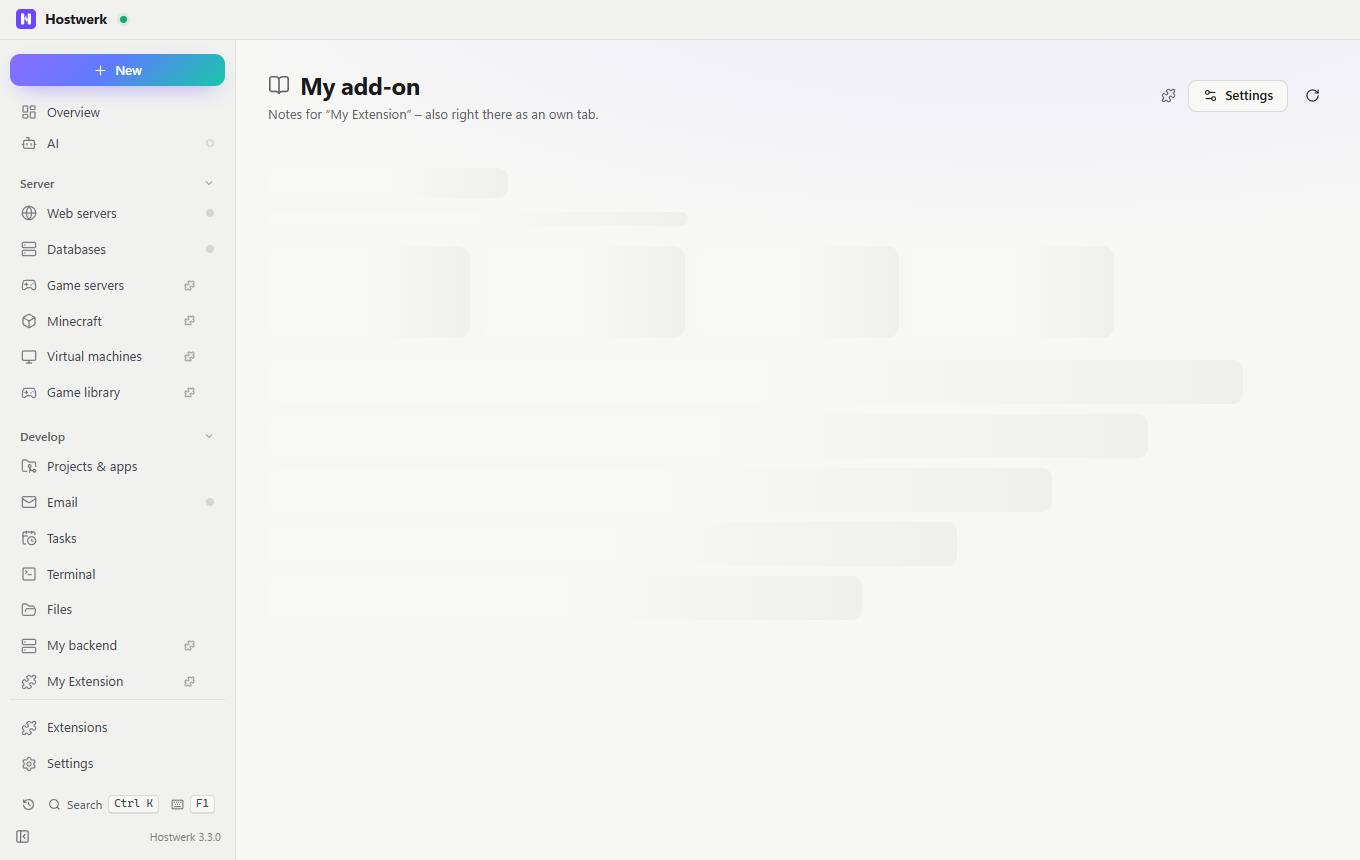 Hostwerk
New
Overview
AI
Server
Web servers
Databases
Game servers
Minecraft
Virtual machines
Game library
Develop
Projects & apps
Email
Tasks
Terminal
Files
My backend
My Extension
Extensions
Settings
Search Ctrl K F1
Hostwerk 3.3.0
My add-on
Notes for “My Extension” – also right there as an own tab.
Settings